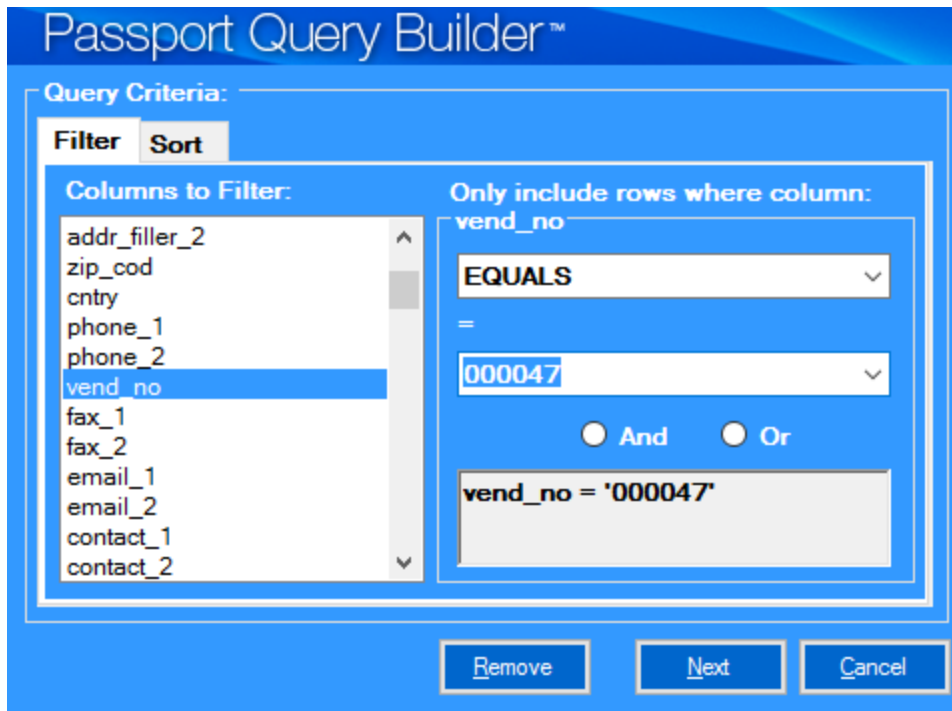 Passport Query Builder™
Query Criteria:
Filter
Sort
Columns to Filter:
addr_filler_2
zip_cod
cntry
phone_1
phone_2
vend_no
fax_1
fax_2
email_1
email_2
contact_1
contact_2
Only include rows where column:
vend_no
EQUALS
=
000047
And
Or
vend_no = '000047'
Remove
Next
Cancel